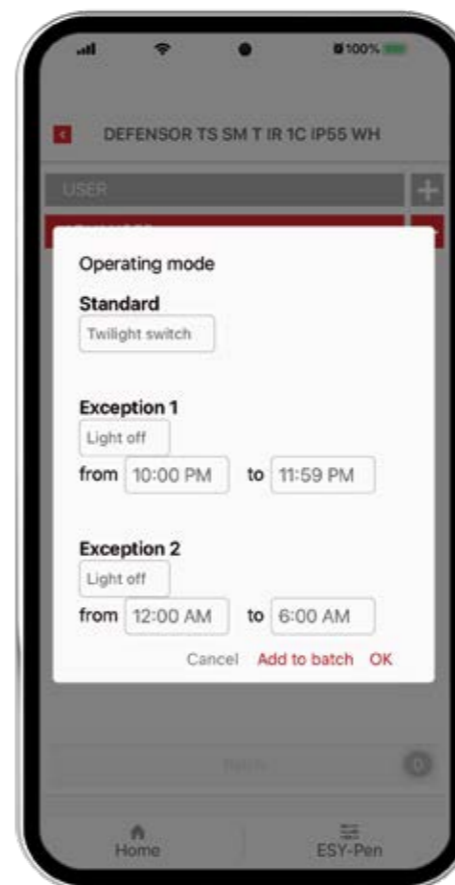 100%
DEFENSOR TS SM T IR 1C IP55 WH
USER
Operating mode
Standard
Twilight switch
Exception 1
Light off
from 10:00 PM to 11:59 PM
Exception 2
Light off
from 12:00 AM to 6:00 AM
Cancel Add to batch OK
0
Home ESY-Pen